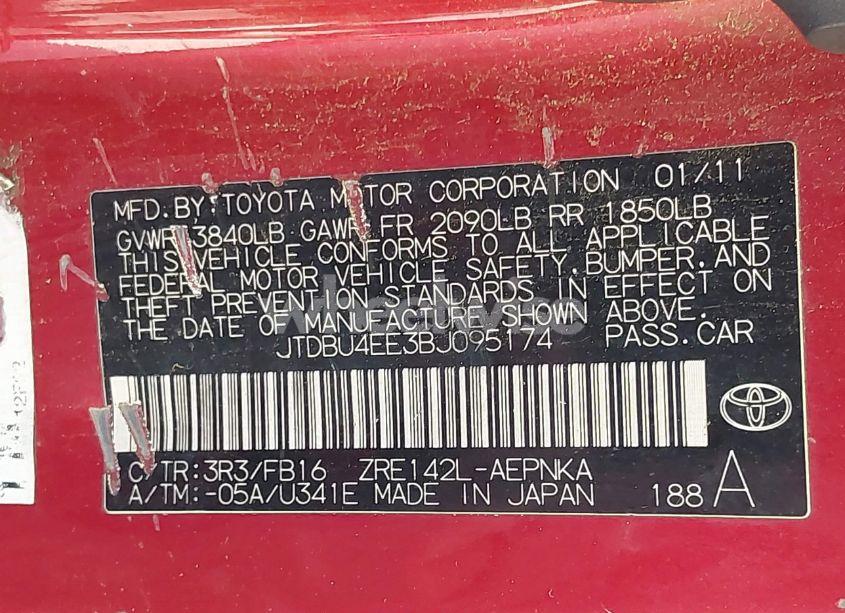 MFD. BY: TOYOTA MOTOR CORPORATION 01/11
GVWR 3840LB GAWR FR 2090LB RR 1850LB
THIS VEHICLE CONFORMS TO ALL APPLICABLE
FEDERAL MOTOR VEHICLE SAFETY, BUMPER, AND
THEFT PREVENTION STANDARDS IN EFFECT ON
THE DATE OF MANUFACTURE SHOWN ABOVE.
JTDBU4EE3BJ095174 PASS. CAR
C/TR: 3R3/FB16 ZRE142L-AEPNKA
A/TM: -05A/U341E MADE IN JAPAN 188 A